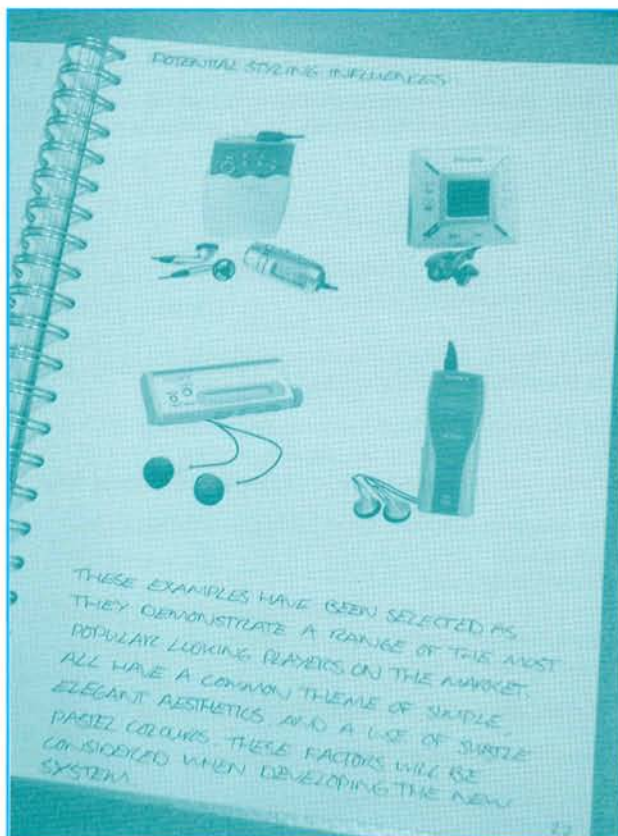 POTENTIAL STYLING INFLUENCES
THESE EXAMPLES HAVE BEEN SELECTED AS
THEY DEMONSTRATE A RANGE OF THE MOST
POPULAR LOOKING PLAYERS ON THE MARKET.
ALL HAVE A COMMON THEME OF SIMPLE,
ELEGANT AESTHETICS AND A USE OF SUBTLE
PASTEL COLOURS. THESE FACTORS WILL BE
CONSIDERED WHEN DEVELOPING THE NEW
SYSTEM